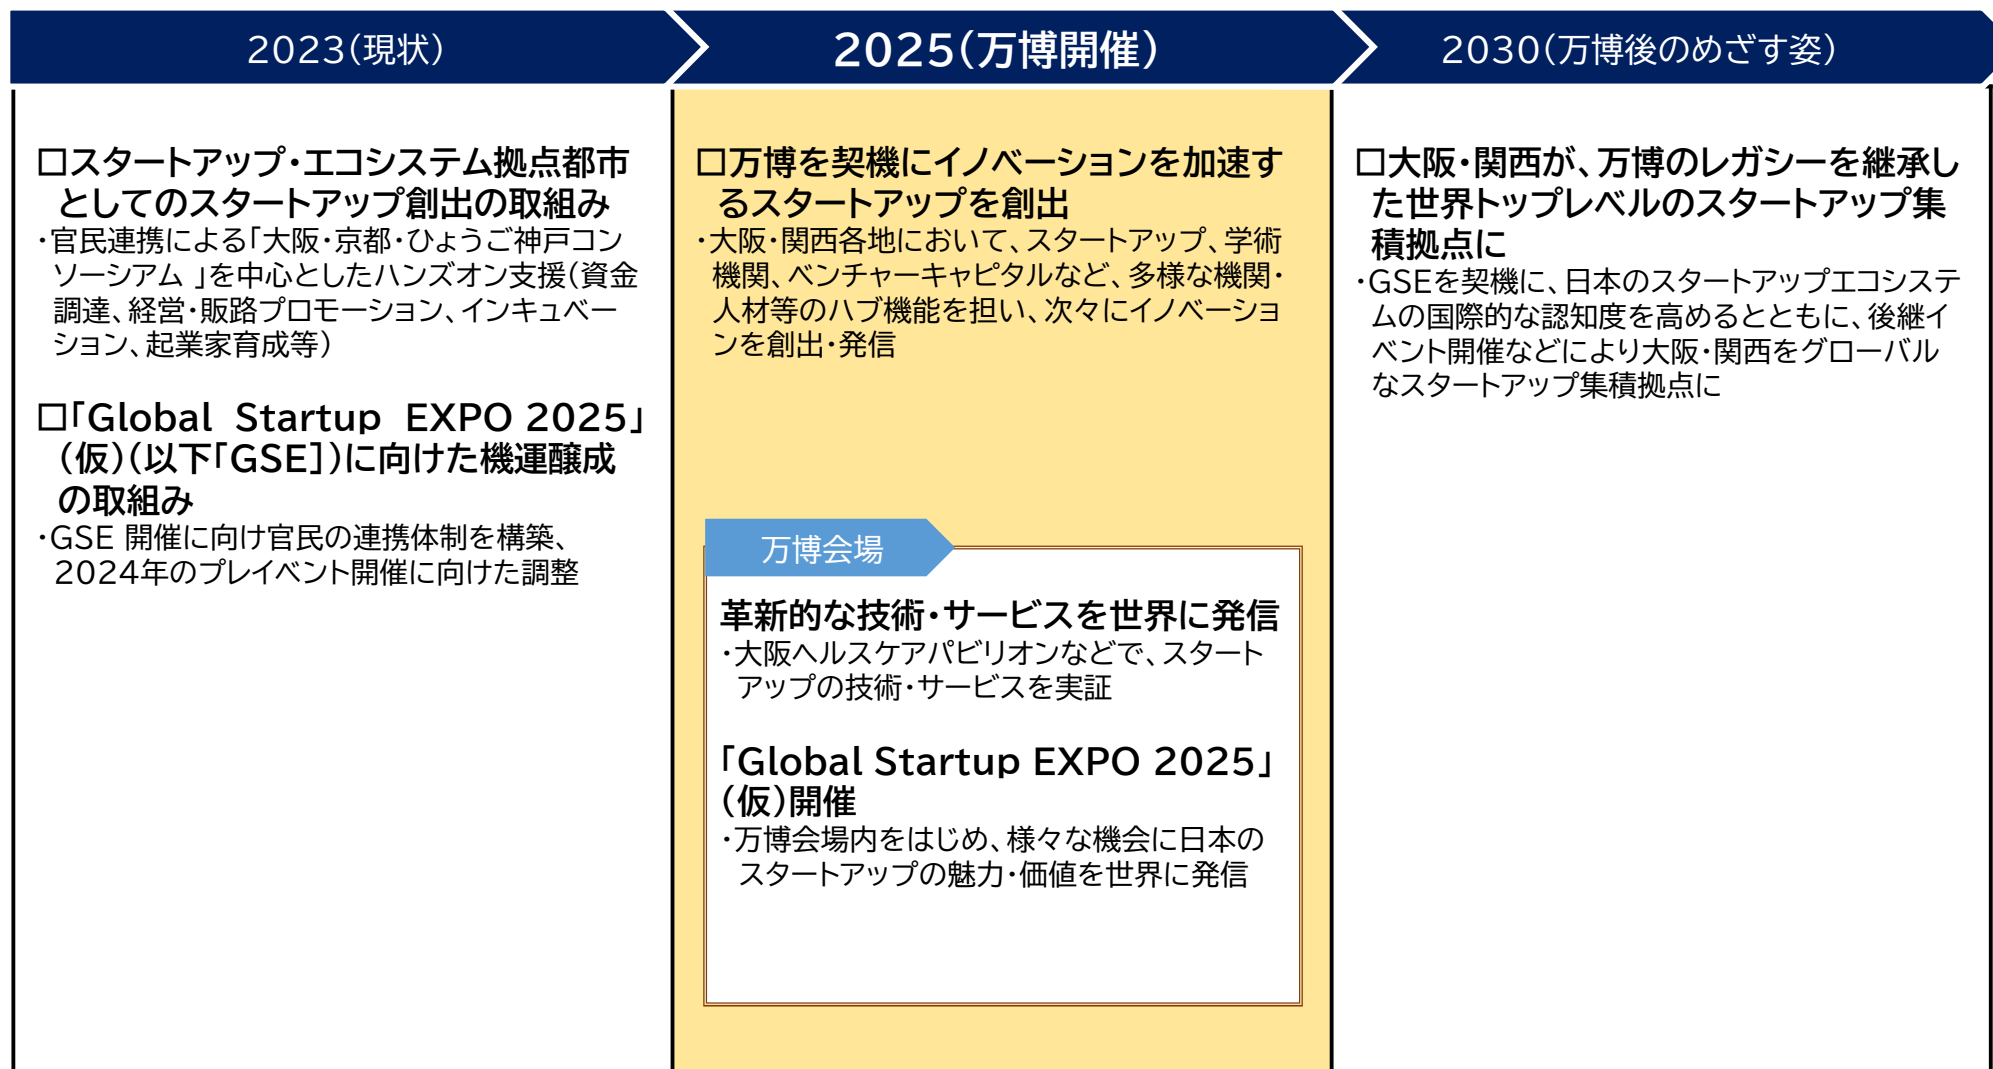 2023(現状)
2025(万博開催)
2030(万博後のめざす姿)
□スタートアップ・エコシステム拠点都市
としてのスタートアップ創出の取組み
・官民連携による「大阪・京都・ひょうご神戸コン
ソーシアム 」を中心としたハンズオン支援(資金
調達、経営・販路プロモーション、インキュベー
ション、起業家育成等)
□「Global Startup EXPO 2025」
(仮)(以下「GSE])に向けた機運醸成
の取組み
・GSE 開催に向け官民の連携体制を構築、
2024年のプレイベント開催に向けた調整
□万博を契機にイノベーションを加速す
るスタートアップを創出
・大阪・関西各地において、スタートアップ、学術
機関、ベンチャーキャピタルなど、多様な機関・
人材等のハブ機能を担い、次々にイノベーショ
ンを創出・発信
万博会場
革新的な技術・サービスを世界に発信
・大阪ヘルスケアパビリオンなどで、スタート
アップの技術・サービスを実証
「Global Startup EXPO 2025」
(仮)開催
・万博会場内をはじめ、様々な機会に日本の
スタートアップの魅力・価値を世界に発信
□大阪・関西が、万博のレガシーを継承し
た世界トップレベルのスタートアップ集
積拠点に
・GSEを契機に、日本のスタートアップエコシステ
ムの国際的な認知度を高めるとともに、後継イ
ベント開催などにより大阪・関西をグローバル
なスタートアップ集積拠点に